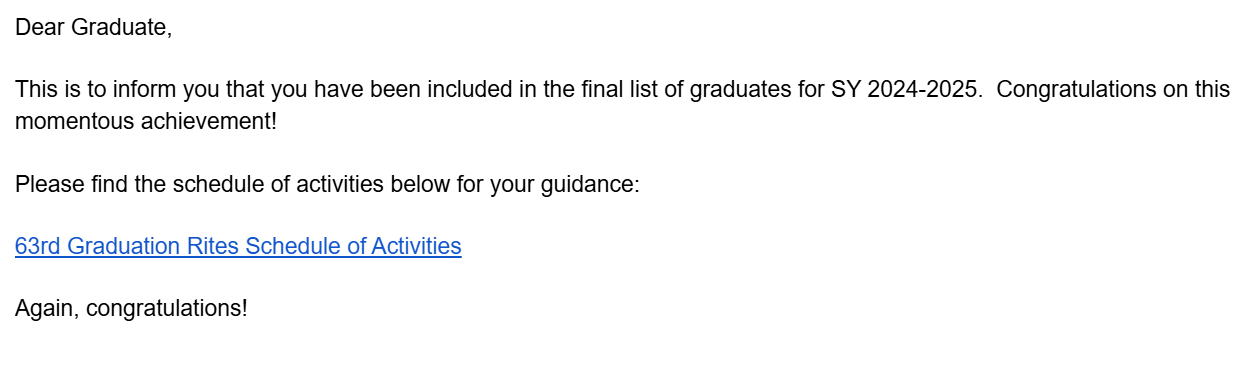 Dear Graduate,
This is to inform you that you have been included in the final list of graduates for SY 2024-2025.  Congratulations on this
momentous achievement!
Please find the schedule of activities below for your guidance:
63rd Graduation Rites Schedule of Activities
Again, congratulations!